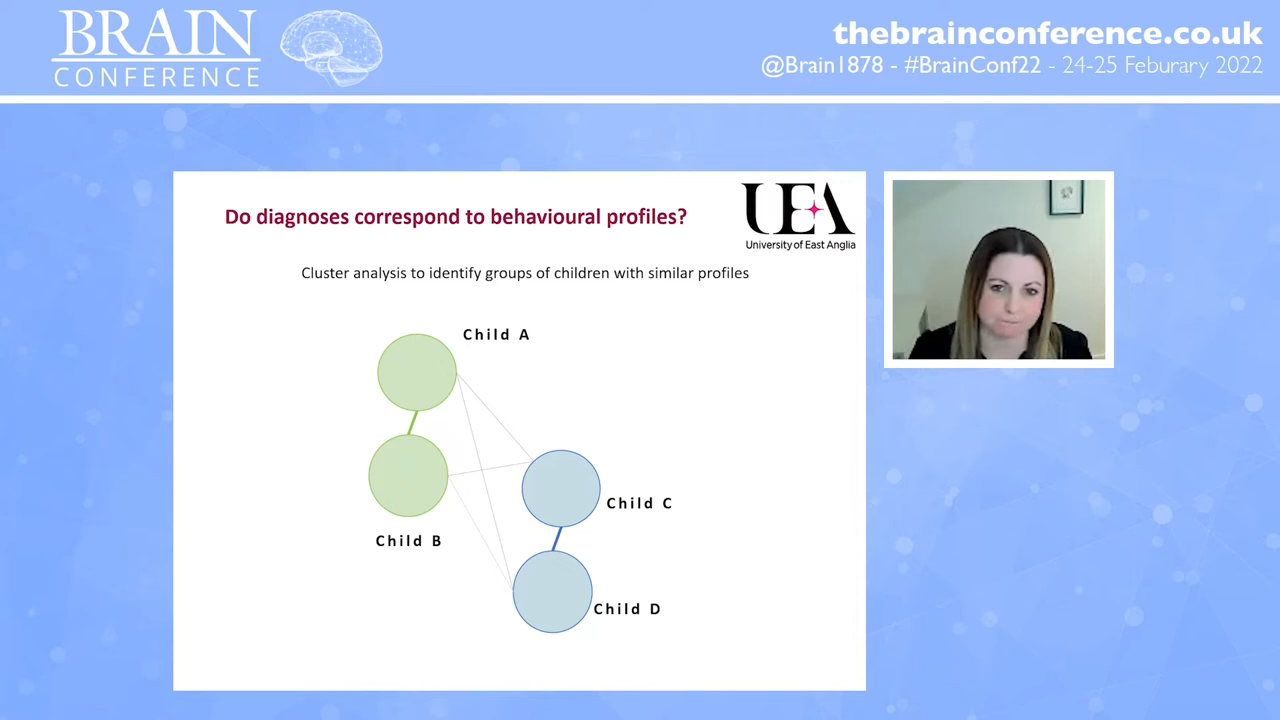 BRAIN
CONFERENCE
thebrainconference.co.uk
@Brain1878 - #BrainConf22 - 24-25 Feburary 2022
Do diagnoses correspond to behavioural profiles?
UEA
University of East Anglia
Cluster analysis to identify groups of children with similar profiles
Child A
Child C
Child B
Child D